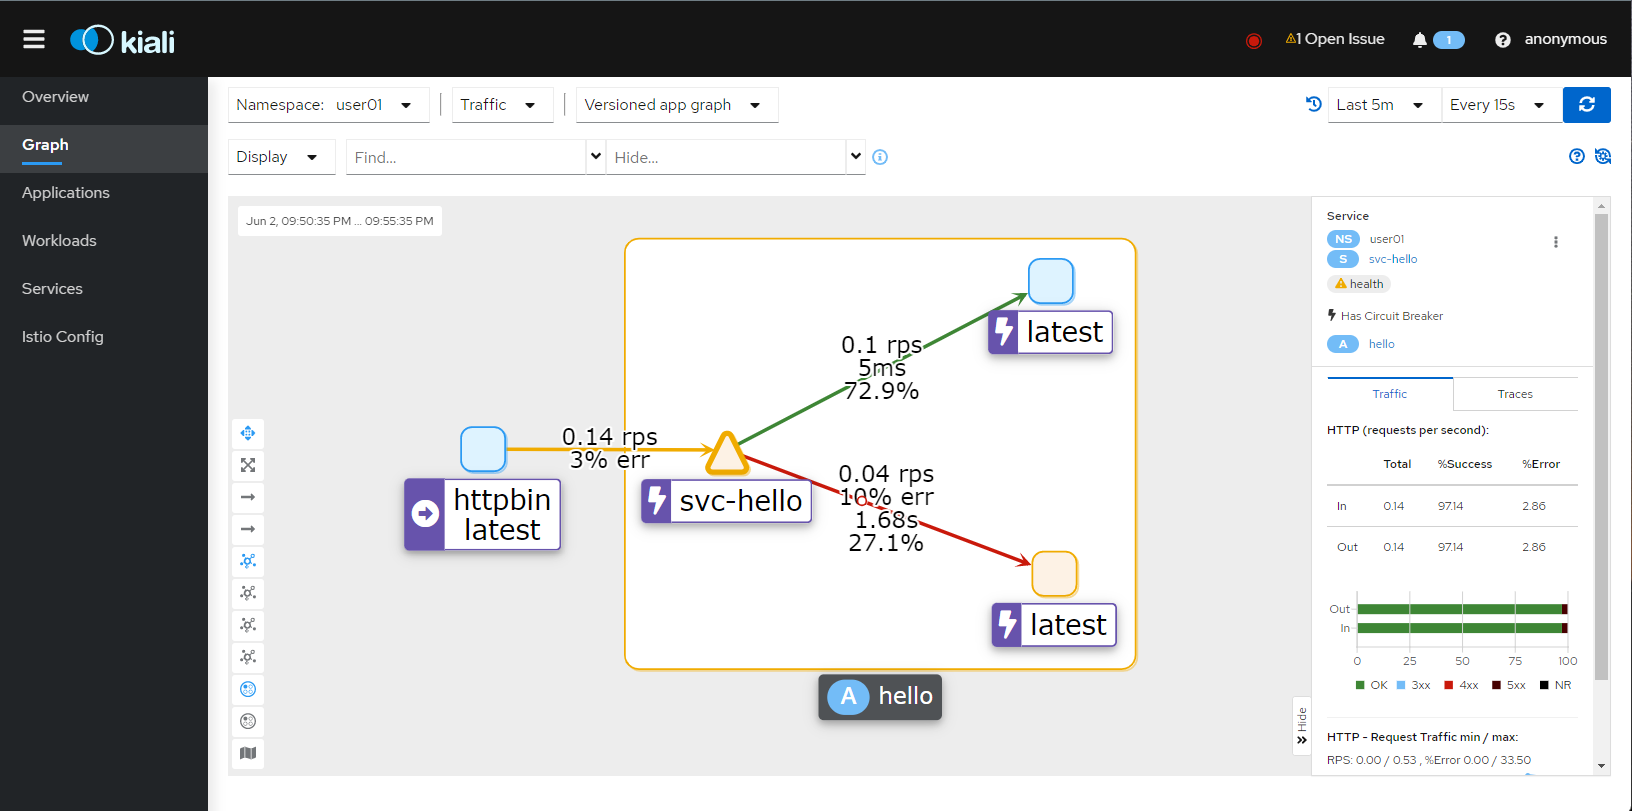 kiali
1 Open Issue
1
anonymous
Overview
Graph
Applications
Workloads
Services
Istio Config
Namespace: user01
Traffic
Versioned app graph
Last 5m
Every 15s
Display
Find...
Hide...
Jun 2, 09:50:35 PM ... 09:55:35 PM
latest
0.1 rps
5ms
72.9%
0.14 rps
3% err
httpbin
latest
svc-hello
0.04 rps
10% err
1.68s
27.1%
latest
A hello
Hide
Service
NS user01
S svc-hello
health
Has Circuit Breaker
A hello
Traffic
Traces
HTTP (requests per second):
Total %Success %Error
In 0.14 97.14 2.86
Out 0.14 97.14 2.86
Out
In
0 25 50 75 100
OK 3xx 4xx 5xx NR
HTTP - Request Traffic min / max:
RPS: 0.00 / 0.53 , %Error 0.00 / 33.50